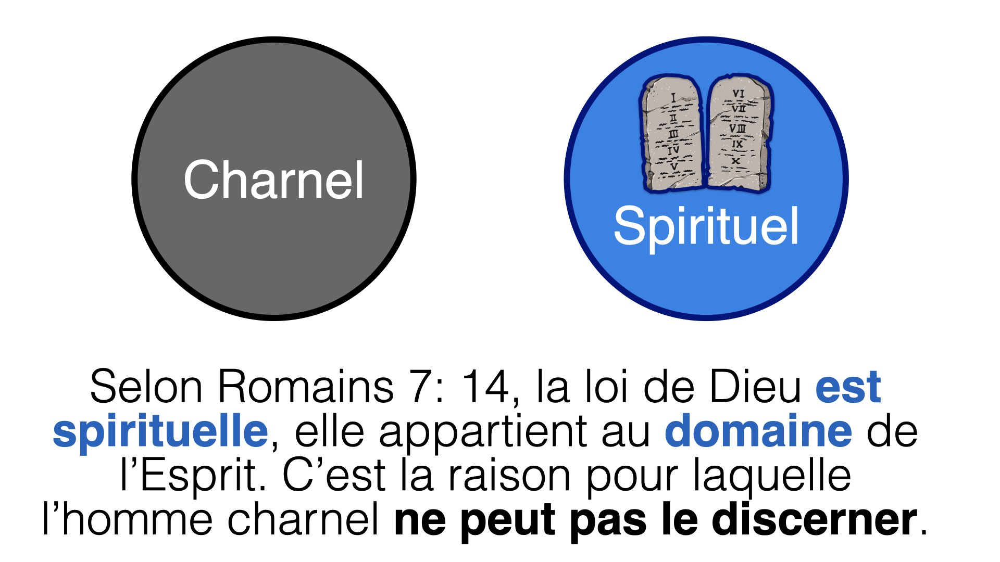 Charnel
I
II
III
IV
V
VI
VII
VIII
IX
X
Spirituel
Selon Romains 7: 14, la loi de Dieu est
spirituelle, elle appartient au domaine de
l’Esprit. C’est la raison pour laquelle
l’homme charnel ne peut pas le discerner.